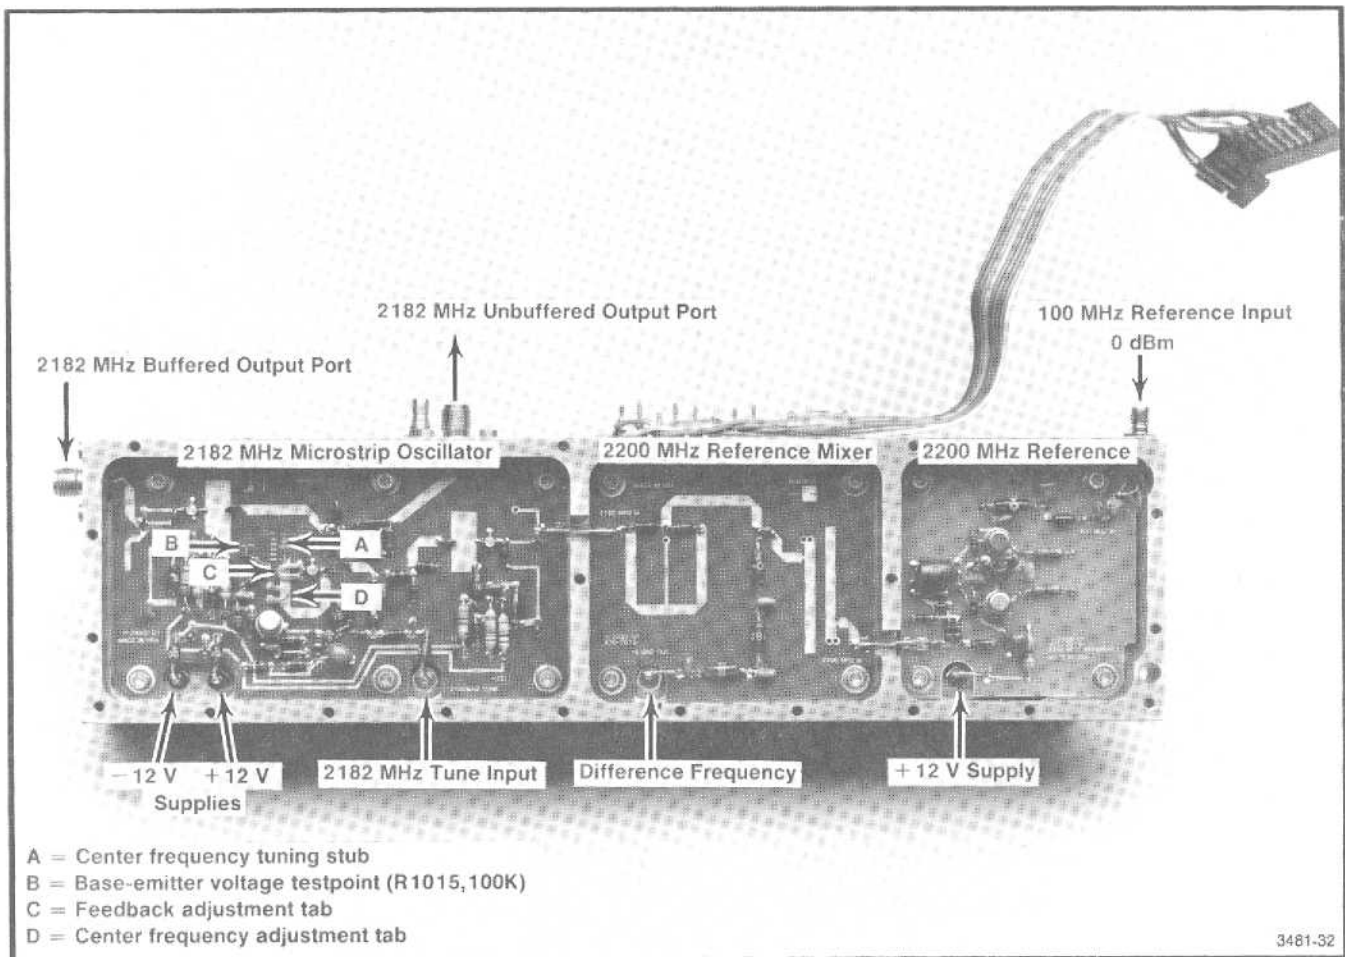 2182 MHz Unbuffered Output Port
100 MHz Reference Input
0 dBm
2182 MHz Buffered Output Port
2182 MHz Microstrip Oscillator
2200 MHz Reference Mixer
2200 MHz Reference
B
A
C
D
− 12 V
+ 12 V
Supplies
2182 MHz Tune Input
Difference Frequency
+ 12 V Supply
A = Center frequency tuning stub
B = Base-emitter voltage testpoint (R1015,100K)
C = Feedback adjustment tab
D = Center frequency adjustment tab
3481-32